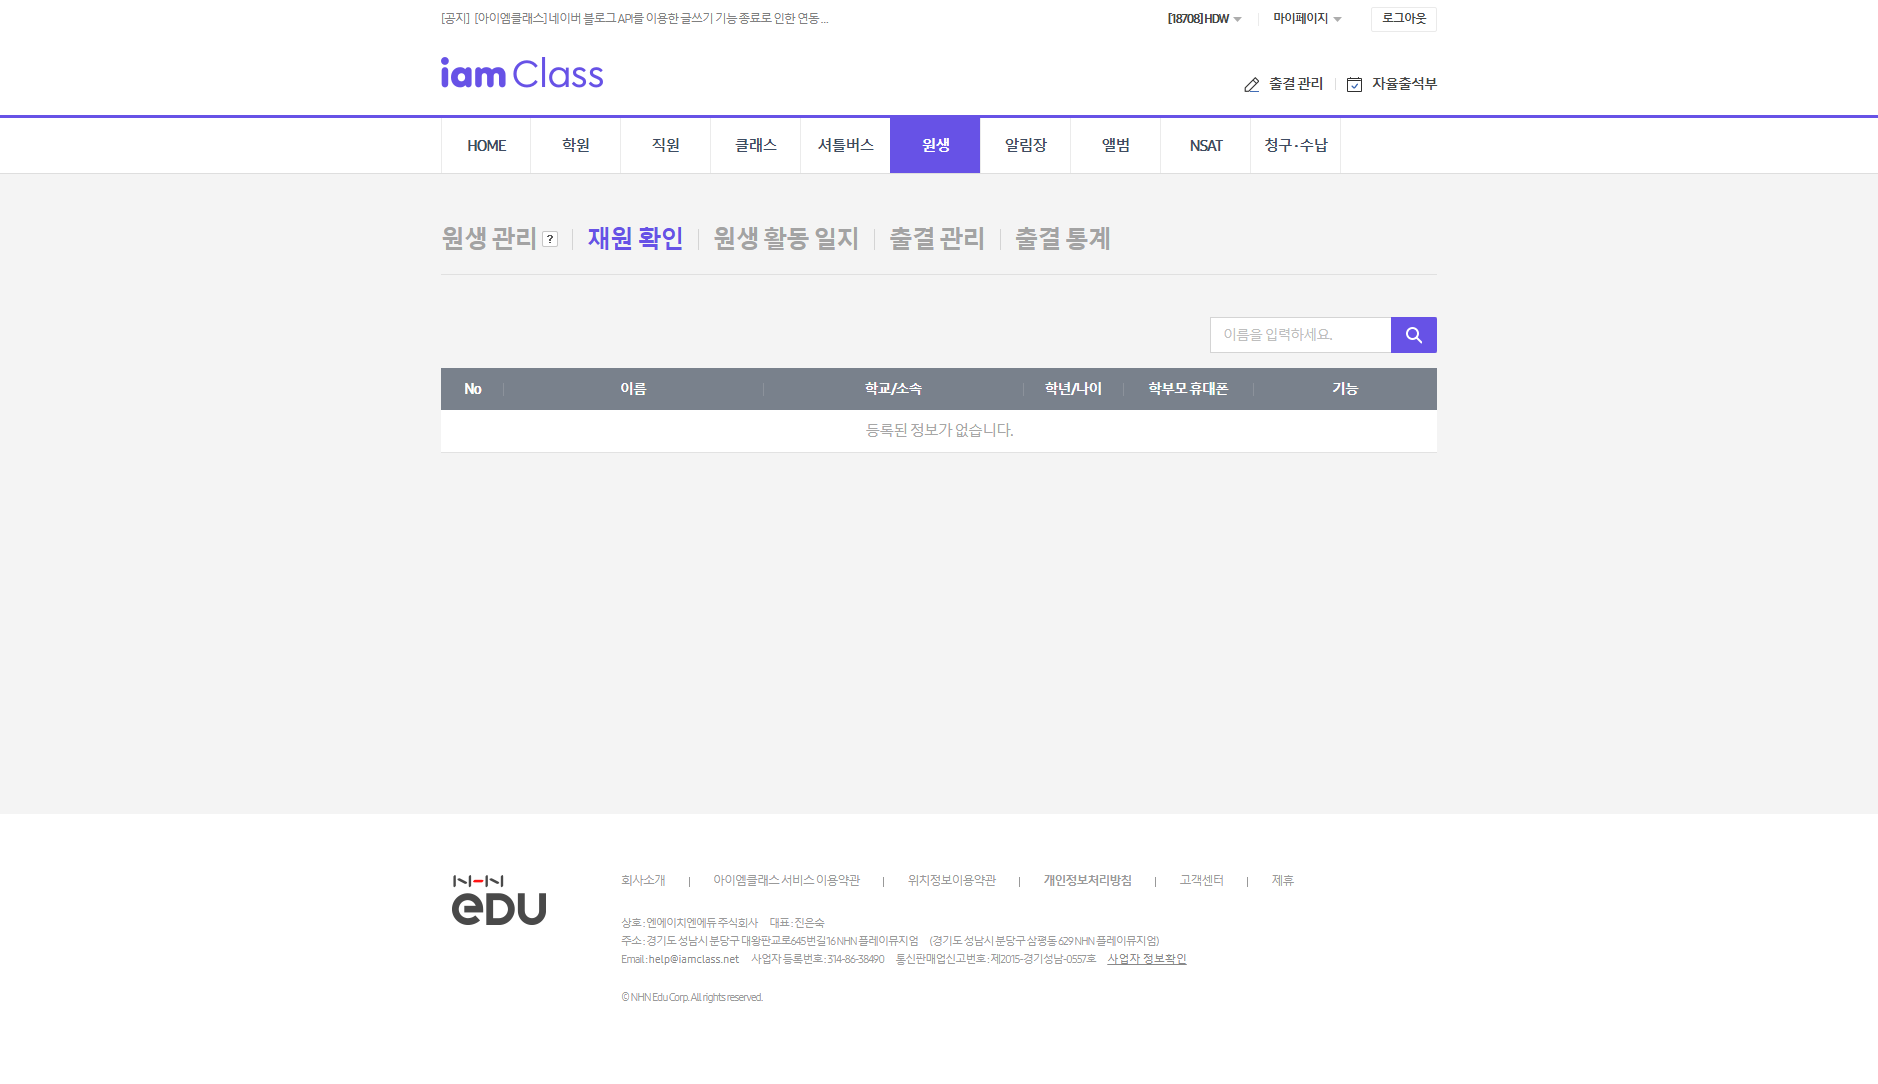 [공지] [아이엠클래스] 네이버 블로그 API를 이용한 글쓰기 기능 종료로 인한 연동 ...
[18708] HDW
마이페이지
로그아웃
iam Class
출결 관리
자율출석부
HOME
학원
직원
클래스
셔틀버스
원생
알림장
앨범
NSAT
청구·수납
원생 관리 ?
재원 확인
원생 활동 일지
출결 관리
출결 통계
이름을 입력하세요.
No 이름 학교/소속 학년/나이 학부모 휴대폰 기능
등록된 정보가 없습니다.
NHN
eDU
회사소개 | 아이엠클래스 서비스 이용약관 | 위치정보이용약관 | 개인정보처리방침 | 고객센터 | 제휴
상호 : 엔에이치엔에듀 주식회사 대표 : 진은숙
주소 : 경기도 성남시 분당구 대왕판교로645번길 16 NHN 플레이뮤지엄 (경기도 성남시 분당구 삼평동 629 NHN 플레이뮤지엄)
Email : help@iamclass.net 사업자 등록번호 : 314-86-38490 통신판매업신고번호 : 제2015-경기성남-0557호 사업자 정보확인
© NHN Edu Corp. All rights reserved.